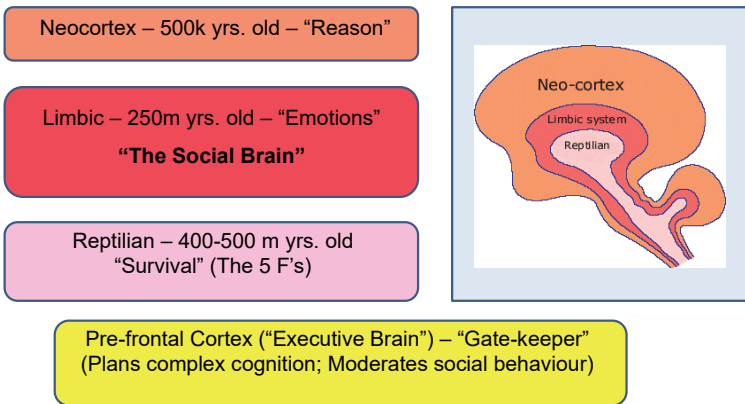 Neocortex – 500k yrs. old – “Reason”
Limbic – 250m yrs. old – “Emotions”
“The Social Brain”
Reptilian – 400-500 m yrs. old
“Survival” (The 5 F’s)
Neo-cortex
Limbic system
Reptilian
Pre-frontal Cortex (“Executive Brain”) – “Gate-keeper”
(Plans complex cognition; Moderates social behaviour)